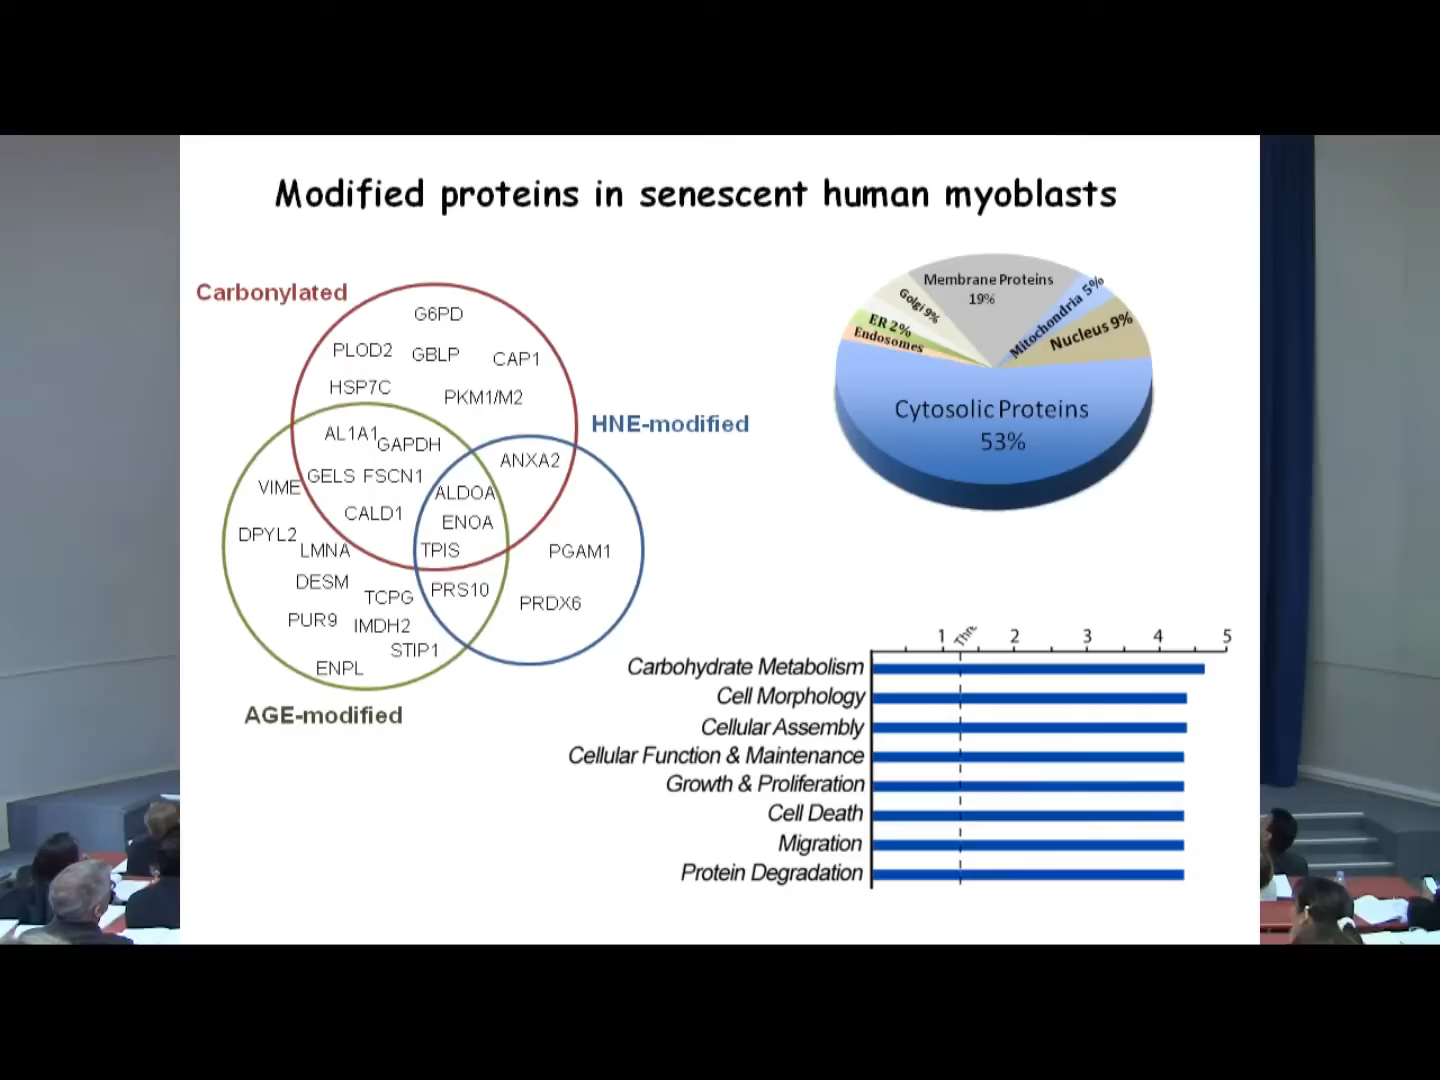 Modified proteins in senescent human myoblasts
Carbonylated
G6PD
PLOD2 GBLP CAP1
HSP7C PKM1/M2
HNE-modified
AL1A1 GAPDH ANXA2
VIME GELS FSCN1 ALDOA
CALD1 ENOA
DPYL2 LMNA TPIS PGAM1
DESM TCPG PRS10 PRDX6
PUR9 IMDH2
STIP1
ENPL
AGE-modified
Membrane Proteins
19%
Golgi 9%
ER 2%
Endosomes
Mitochondria 5%
Nucleus 9%
Cytosolic Proteins
53%
1 2 3 4 5
Carbohydrate Metabolism
Cell Morphology
Cellular Assembly
Cellular Function & Maintenance
Growth & Proliferation
Cell Death
Migration
Protein Degradation